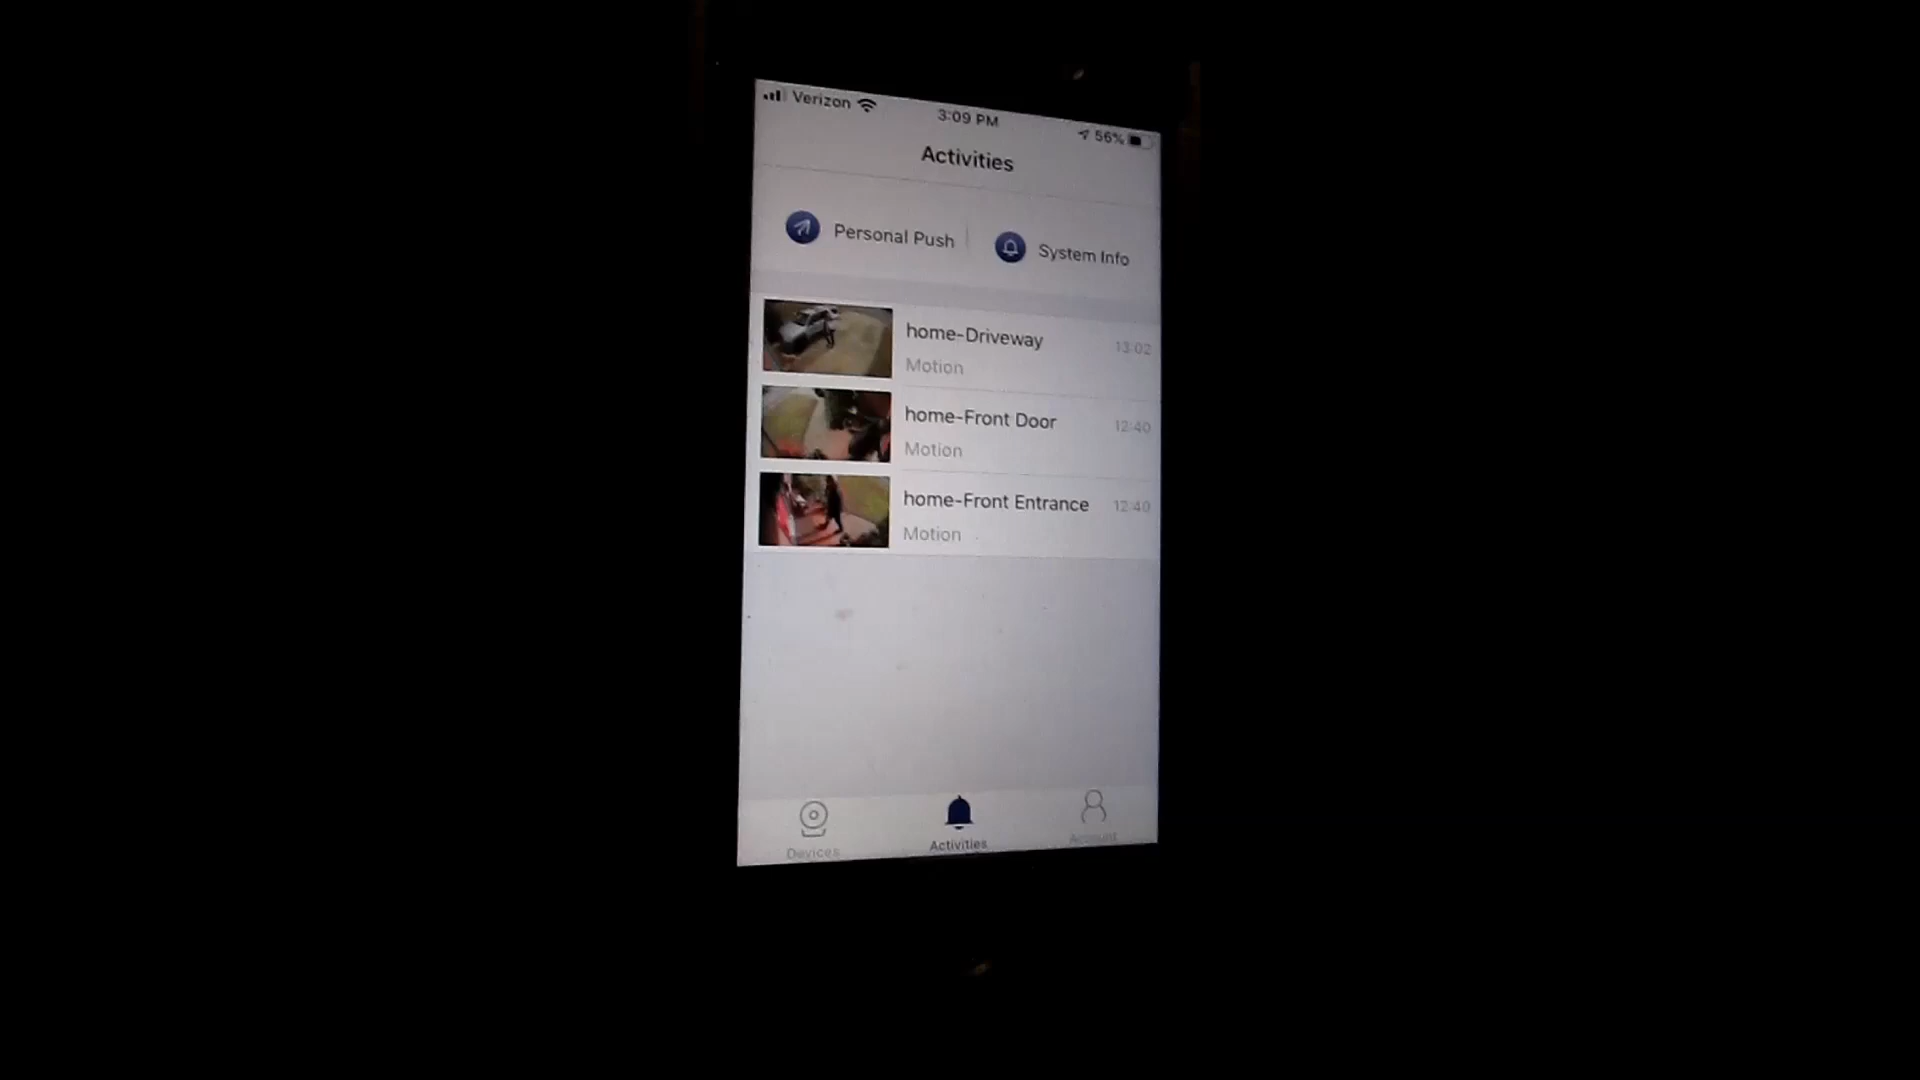 Verizon
3:09 PM
56%
Activities
Personal Push
System Info
home-Driveway
13:02
Motion
home-Front Door
12:40
Motion
home-Front Entrance
12:40
Motion
Devices
Activities
Account